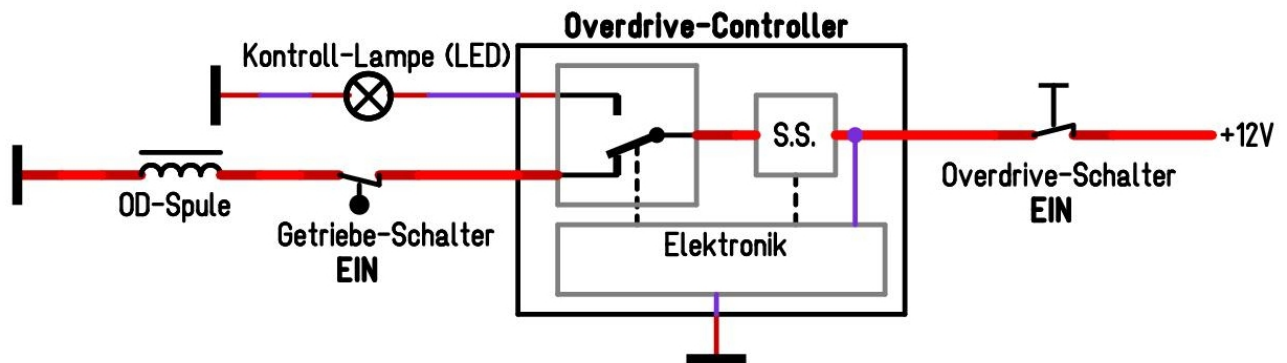 Overdrive-Controller
Kontroll-Lampe (LED)
S.S.
+12V
OD-Spule
Overdrive-Schalter
EIN
Getriebe-Schalter
EIN
Elektronik